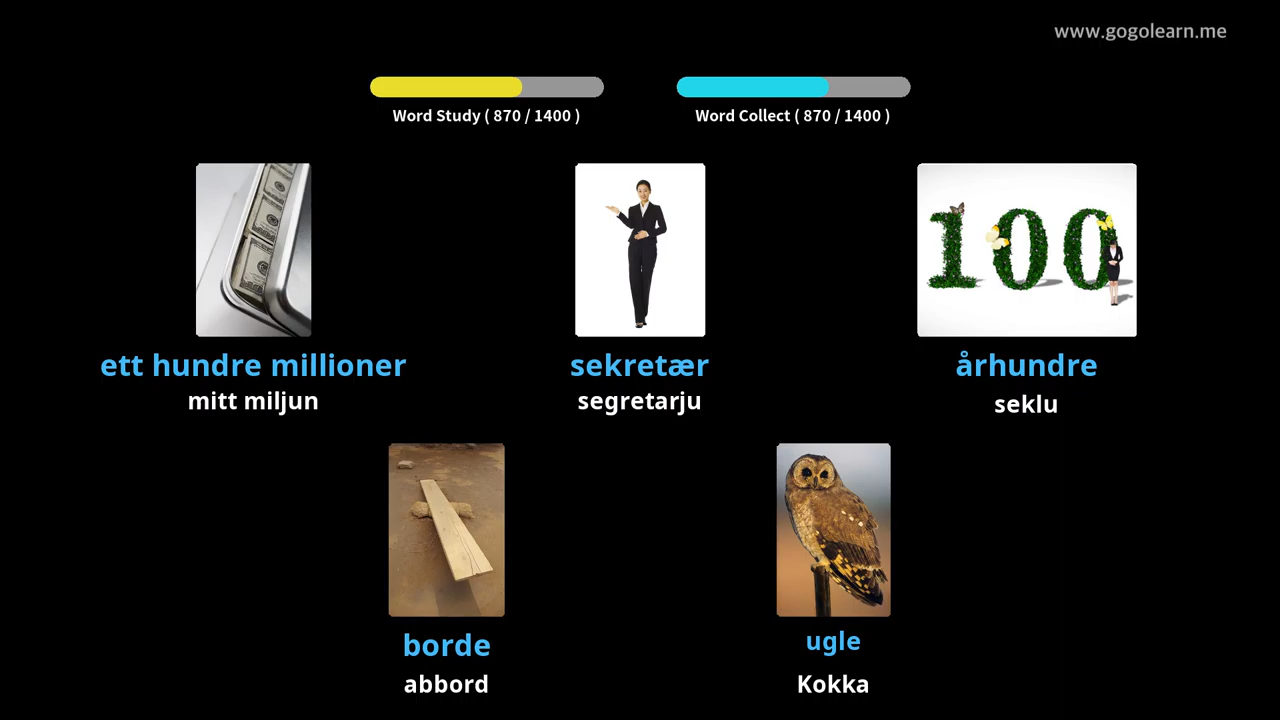 www.gogolearn.me
Word Study ( 870 / 1400 )
Word Collect ( 870 / 1400 )
100
ett hundre millioner
mitt miljun
sekretær
segretarju
århundre
seklu
borde
abbord
ugle
Kokka